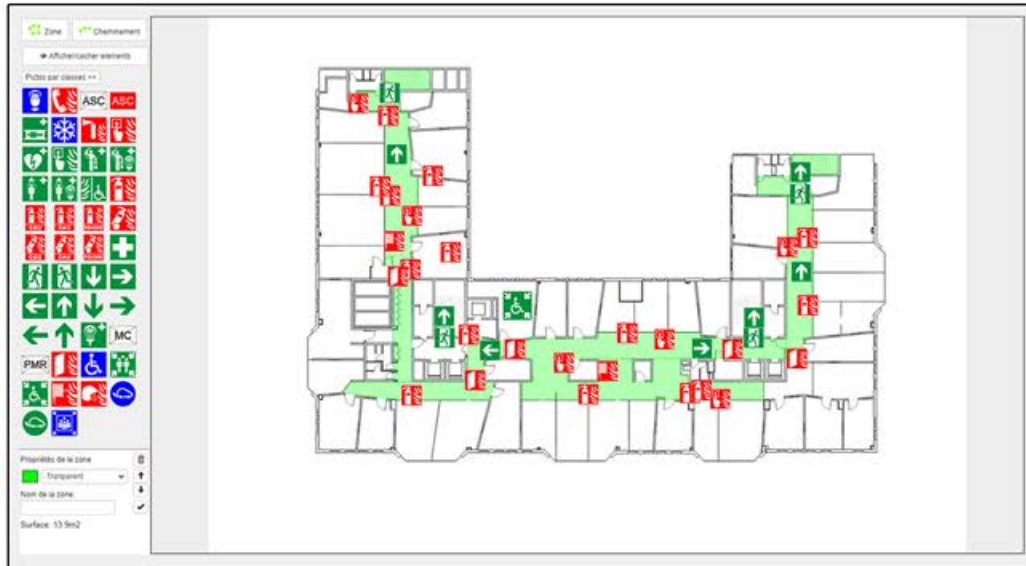 Zone Cheminement
Afficher/cacher elements
Pictos par classes
ASC ASC
MC
PMR
Propriétés de la zone
Transparent
Nom de la zone:
Surface: 13.9m2